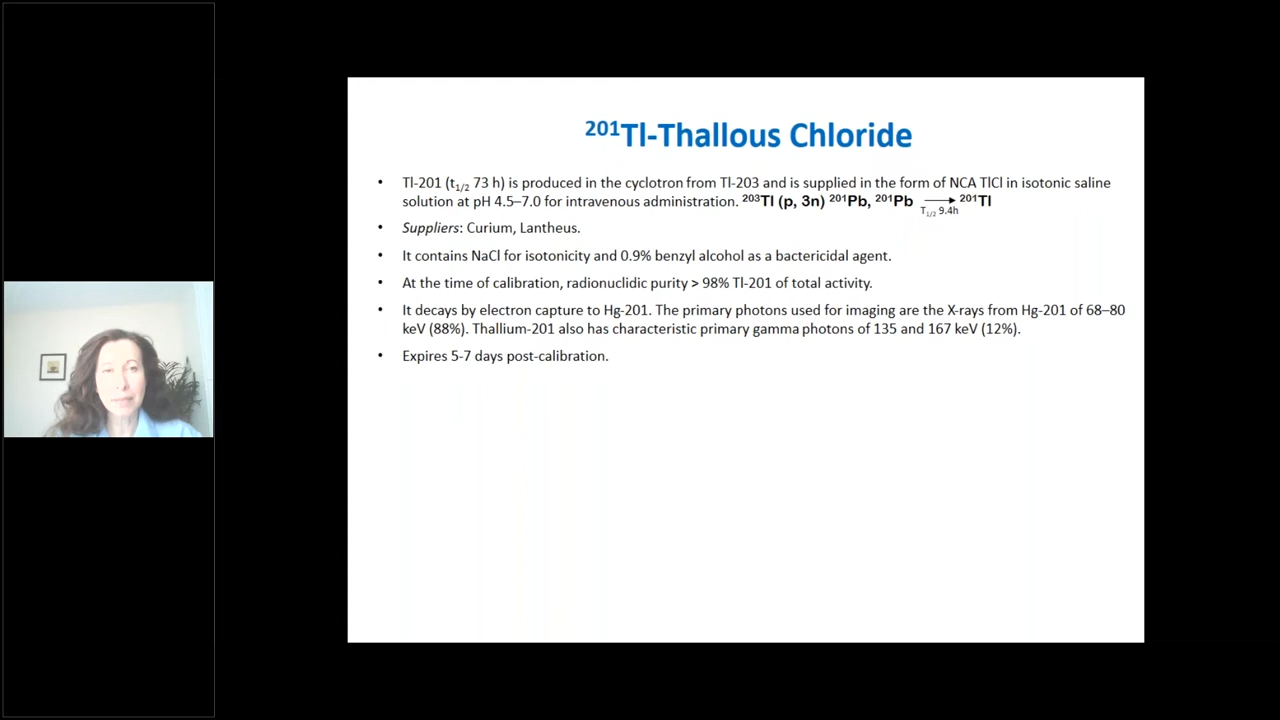 ²⁰¹Tl-Thallous Chloride
• Tl-201 (t₁/₂ 73 h) is produced in the cyclotron from Tl-203 and is supplied in the form of NCA TlCl in isotonic saline
solution at pH 4.5–7.0 for intravenous administration. ²⁰³Tl (p, 3n) ²⁰¹Pb, ²⁰¹Pb ⟶ ²⁰¹Tl
T₁/₂ 9.4h
• Suppliers: Curium, Lantheus.
• It contains NaCl for isotonicity and 0.9% benzyl alcohol as a bactericidal agent.
• At the time of calibration, radionuclidic purity > 98% Tl-201 of total activity.
• It decays by electron capture to Hg-201. The primary photons used for imaging are the X-rays from Hg-201 of 68–80
keV (88%). Thallium-201 also has characteristic primary gamma photons of 135 and 167 keV (12%).
• Expires 5-7 days post-calibration.